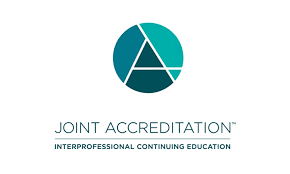 JOINT ACCREDITATION™
INTERPROFESSIONAL CONTINUING EDUCATION